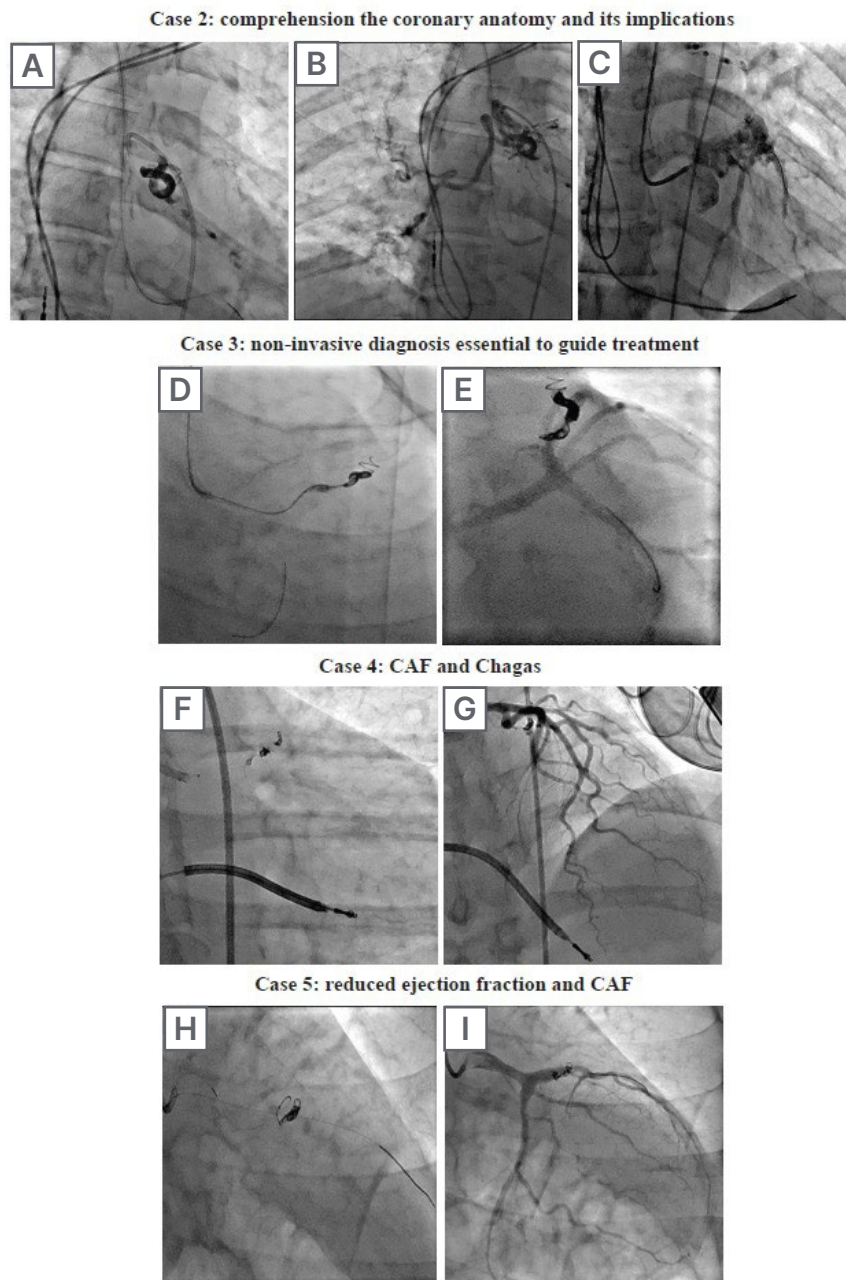 Case 2: comprehension the coronary anatomy and its implications
A
B
C
Case 3: non-invasive diagnosis essential to guide treatment
D
E
Case 4: CAF and Chagas
F
G
Case 5: reduced ejection fraction and CAF
H
I